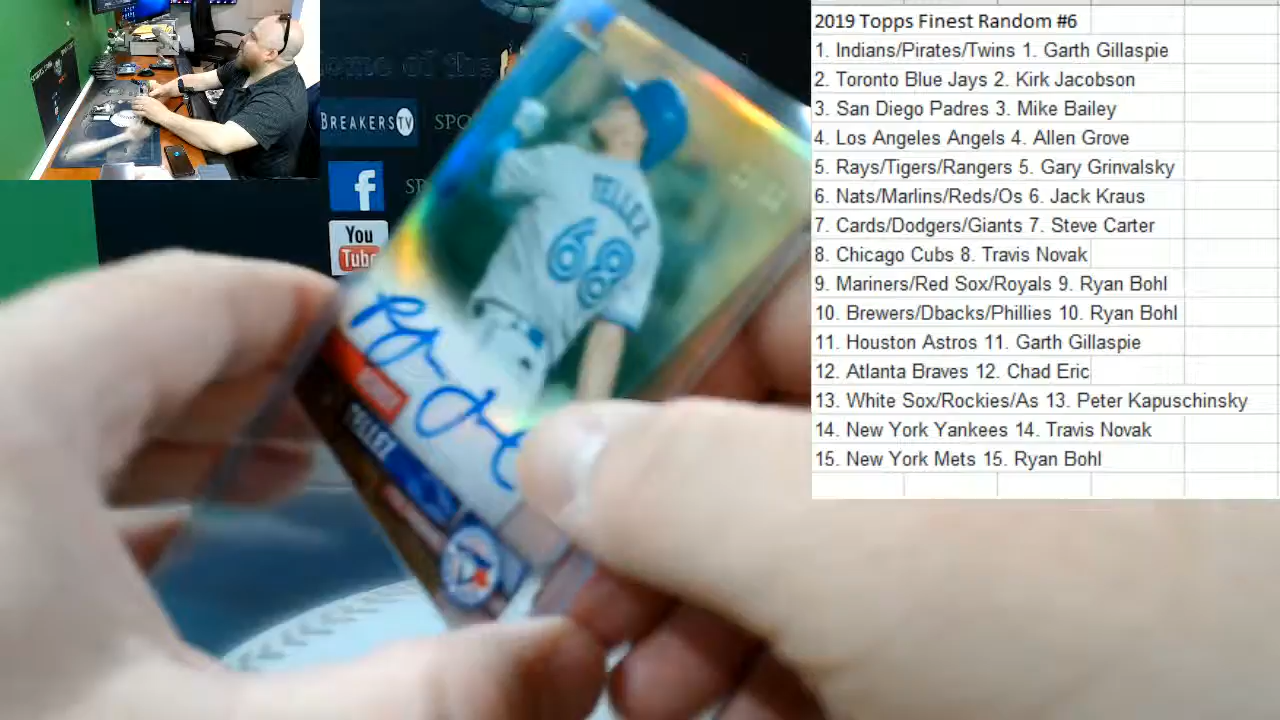 2019 Topps Finest Random #6
1. Indians/Pirates/Twins 1. Garth Gillaspie
2. Toronto Blue Jays 2. Kirk Jacobson
3. San Diego Padres 3. Mike Bailey
4. Los Angeles Angels 4. Allen Grove
5. Rays/Tigers/Rangers 5. Gary Grinvalsky
6. Nats/Marlins/Reds/Os 6. Jack Kraus
7. Cards/Dodgers/Giants 7. Steve Carter
8. Chicago Cubs 8. Travis Novak
9. Mariners/Red Sox/Royals 9. Ryan Bohl
10. Brewers/Dbacks/Phillies 10. Ryan Bohl
11. Houston Astros 11. Garth Gillaspie
12. Atlanta Braves 12. Chad Eric
13. White Sox/Rockies/As 13. Peter Kapuschinsky
14. New York Yankees 14. Travis Novak
15. New York Mets 15. Ryan Bohl
ome of the
BREAKERSTV
SPO
f
SP
You
Tube
TELLEZ
68
TELLEZ